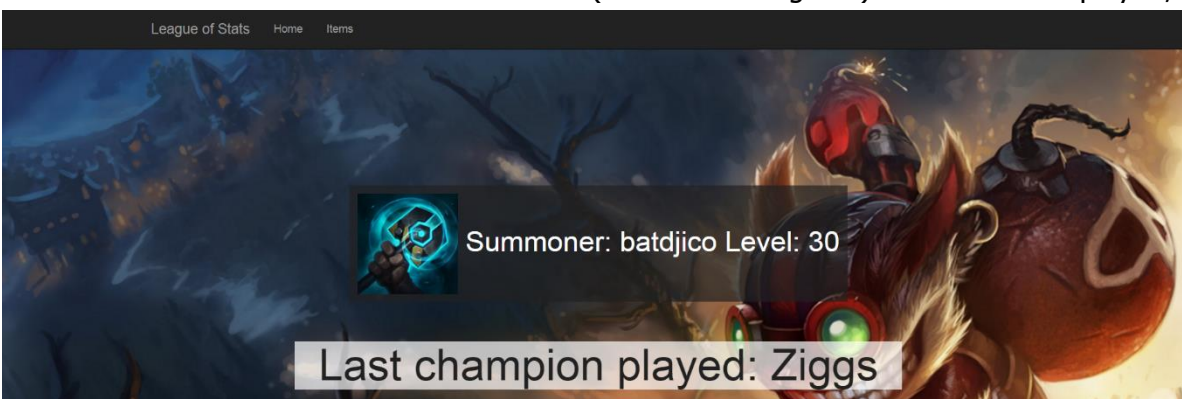 League of Stats Home Items
Summoner: batdjico Level: 30
Last champion played: Ziggs